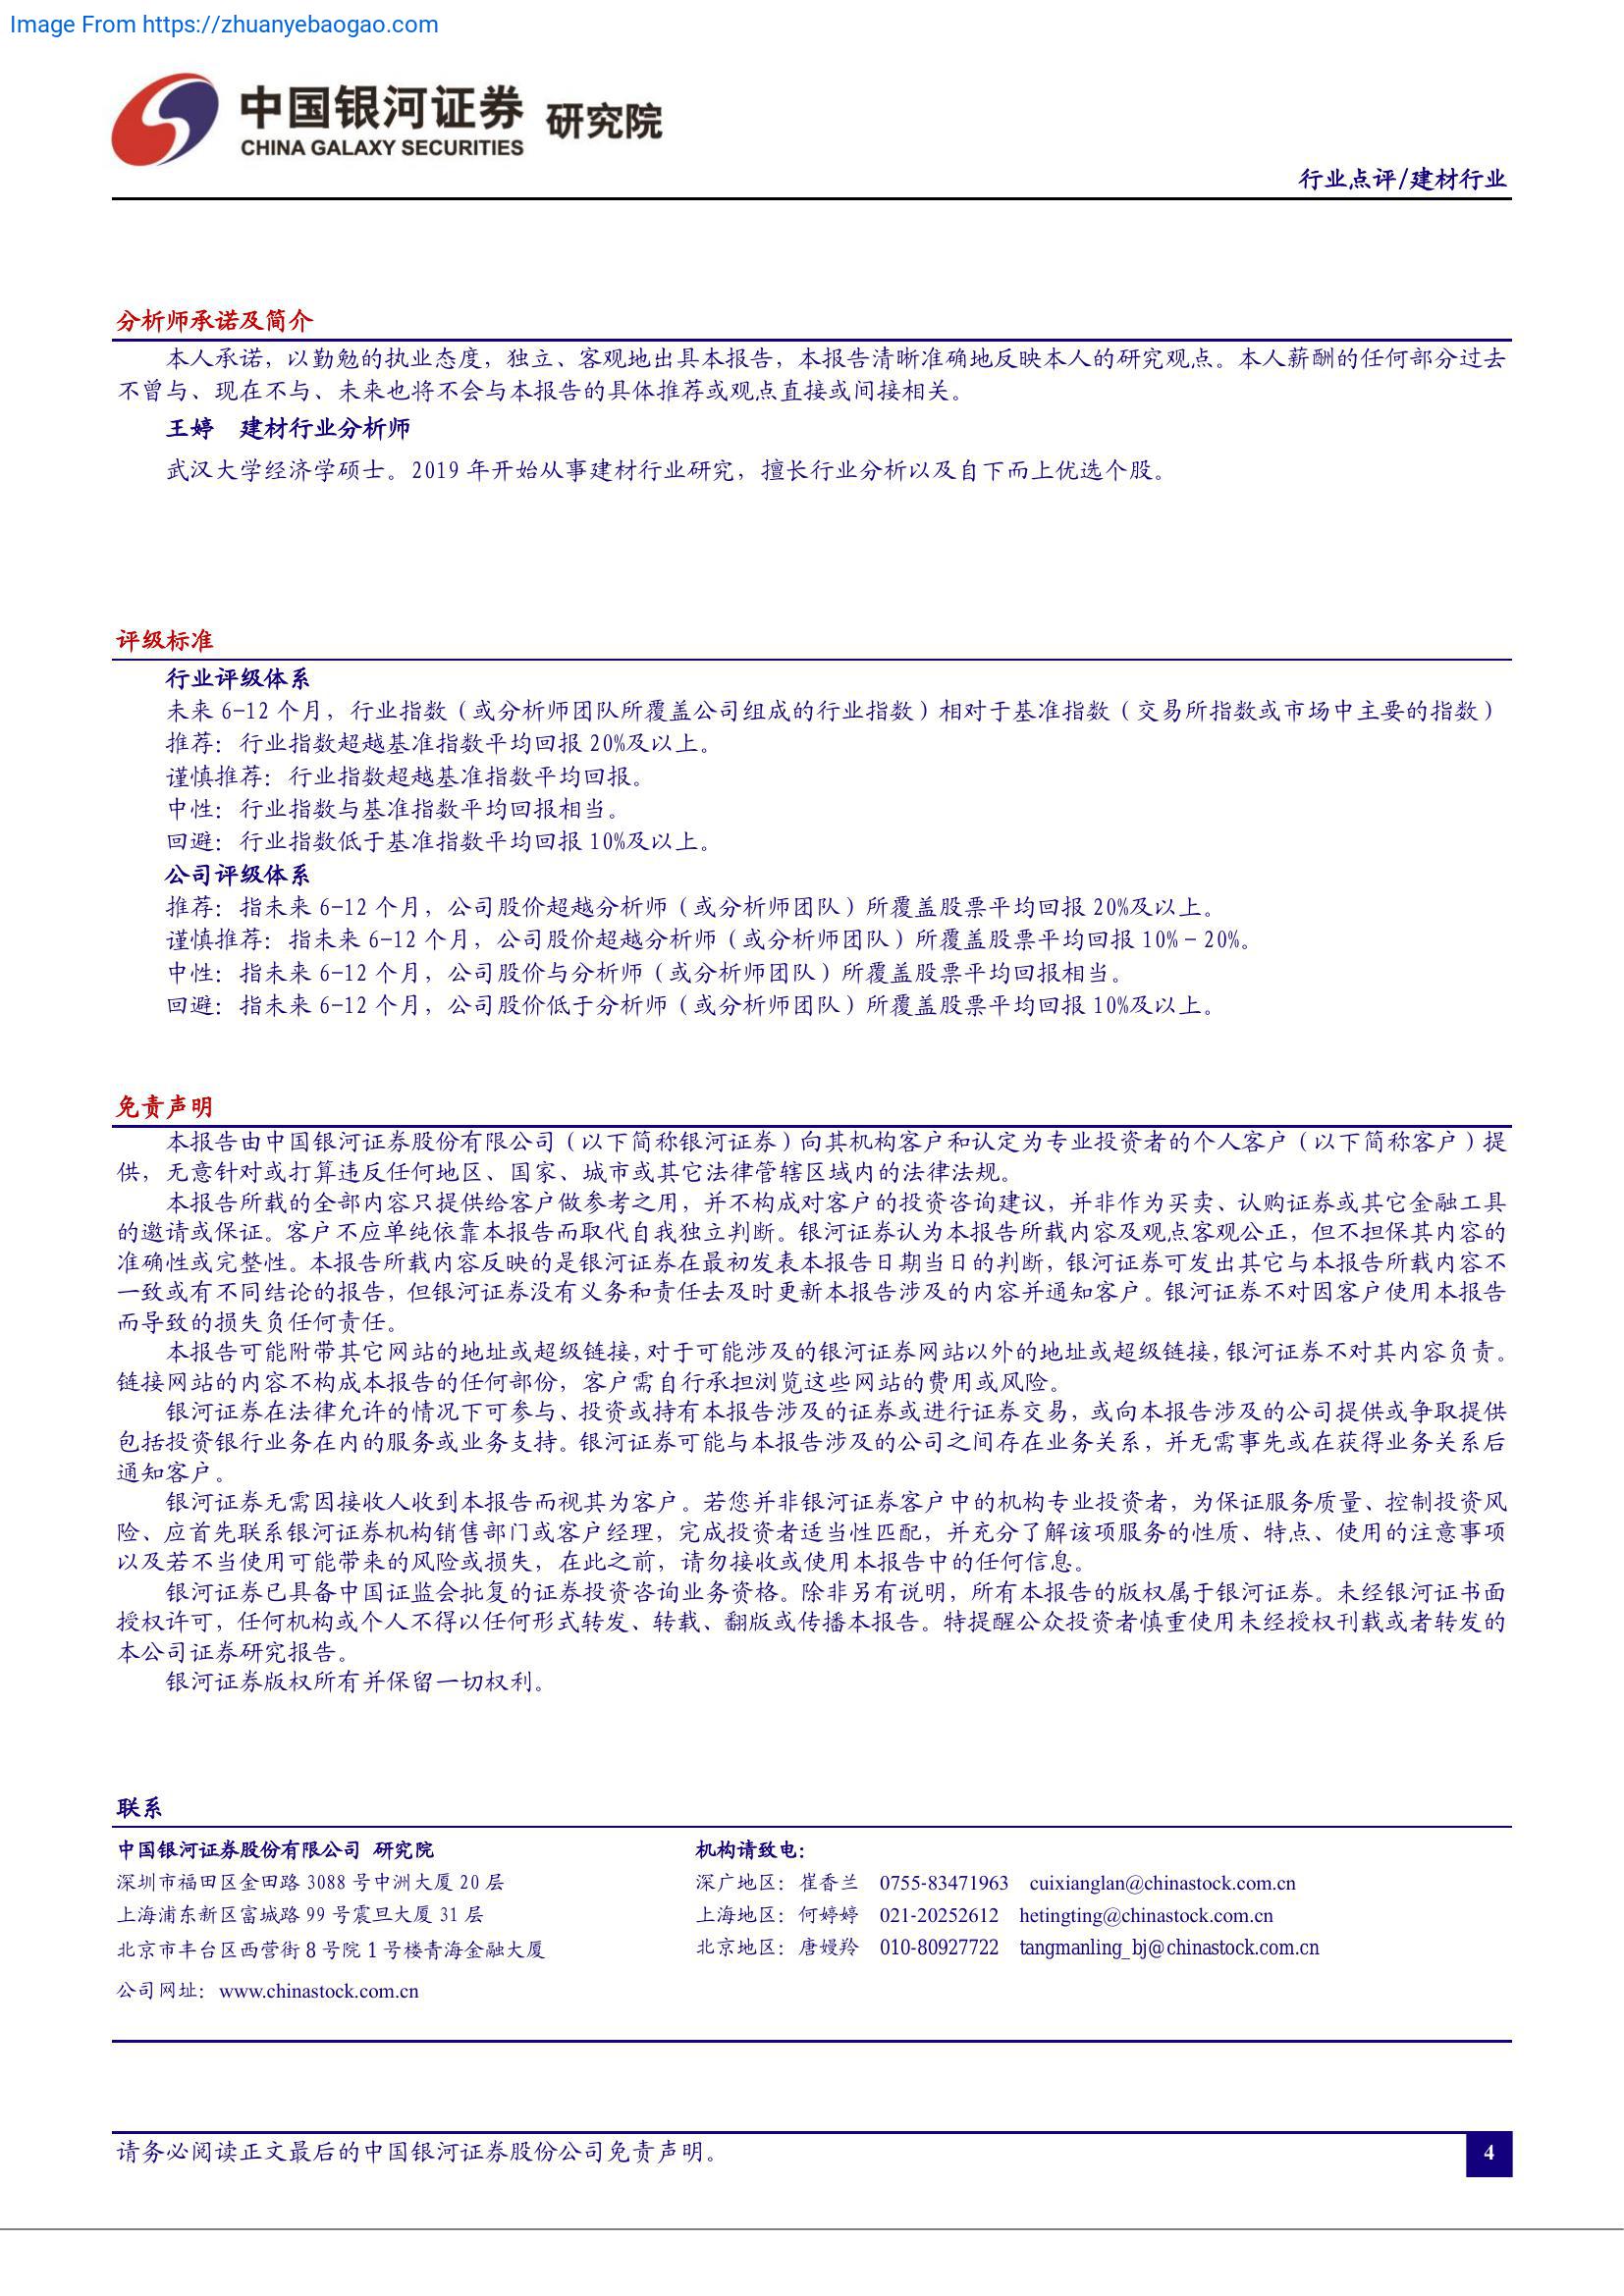 Image From https://zhuanyebaogao.com
中国银河证券 研究院
CHINA GALAXY SECURITIES
行业点评/建材行业
分析师承诺及简介
本人承诺，以勤勉的执业态度，独立、客观地出具本报告，本报告清晰准确地反映本人的研究观点。本人薪酬的任何部分过去
不曾与、现在不与、未来也将不会与本报告的具体推荐或观点直接或间接相关。
王婷 建材行业分析师
武汉大学经济学硕士。2019 年开始从事建材行业研究，擅长行业分析以及自下而上优选个股。
评级标准
行业评级体系
未来 6-12 个月，行业指数（或分析师团队所覆盖公司组成的行业指数）相对于基准指数（交易所指数或市场中主要的指数）
推荐：行业指数超越基准指数平均回报 20%及以上。
谨慎推荐：行业指数超越基准指数平均回报。
中性：行业指数与基准指数平均回报相当。
回避：行业指数低于基准指数平均回报 10%及以上。
公司评级体系
推荐：指未来 6-12 个月，公司股价超越分析师（或分析师团队）所覆盖股票平均回报 20%及以上。
谨慎推荐：指未来 6-12 个月，公司股价超越分析师（或分析师团队）所覆盖股票平均回报 10%－20%。
中性：指未来 6-12 个月，公司股价与分析师（或分析师团队）所覆盖股票平均回报相当。
回避：指未来 6-12 个月，公司股价低于分析师（或分析师团队）所覆盖股票平均回报 10%及以上。
免责声明
本报告由中国银河证券股份有限公司（以下简称银河证券）向其机构客户和认定为专业投资者的个人客户（以下简称客户）提
供，无意针对或打算违反任何地区、国家、城市或其它法律管辖区域内的法律法规。
本报告所载的全部内容只提供给客户做参考之用，并不构成对客户的投资咨询建议，并非作为买卖、认购证券或其它金融工具
的邀请或保证。客户不应单纯依靠本报告而取代自我独立判断。银河证券认为本报告所载内容及观点客观公正，但不担保其内容的
准确性或完整性。本报告所载内容反映的是银河证券在最初发表本报告日期当日的判断，银河证券可发出其它与本报告所载内容不
一致或有不同结论的报告，但银河证券没有义务和责任去及时更新本报告涉及的内容并通知客户。银河证券不对因客户使用本报告
而导致的损失负任何责任。
本报告可能附带其它网站的地址或超级链接，对于可能涉及的银河证券网站以外的地址或超级链接，银河证券不对其内容负责。
链接网站的内容不构成本报告的任何部份，客户需自行承担浏览这些网站的费用或风险。
银河证券在法律允许的情况下可参与、投资或持有本报告涉及的证券或进行证券交易，或向本报告涉及的公司提供或争取提供
包括投资银行业务在内的服务或业务支持。银河证券可能与本报告涉及的公司之间存在业务关系，并无需事先或在获得业务关系后
通知客户。
银河证券无需因接收人收到本报告而视其为客户。若您并非银河证券客户中的机构专业投资者，为保证服务质量、控制投资风
险、应首先联系银河证券机构销售部门或客户经理，完成投资者适当性匹配，并充分了解该项服务的性质、特点、使用的注意事项
以及若不当使用可能带来的风险或损失，在此之前，请勿接收或使用本报告中的任何信息。
银河证券已具备中国证监会批复的证券投资咨询业务资格。除非另有说明，所有本报告的版权属于银河证券。未经银河证书面
授权许可，任何机构或个人不得以任何形式转发、转载、翻版或传播本报告。特提醒公众投资者慎重使用未经授权刊载或者转发的
本公司证券研究报告。
银河证券版权所有并保留一切权利。
联系
中国银河证券股份有限公司 研究院
机构请致电：
深圳市福田区金田路 3088 号中洲大厦 20 层
深广地区：崔香兰 0755-83471963 cuixianglan@chinastock.com.cn
上海浦东新区富城路 99 号震旦大厦 31 层
上海地区：何婷婷 021-20252612 hetingting@chinastock.com.cn
北京市丰台区西营街 8 号院 1 号楼青海金融大厦
北京地区：唐嫚羚 010-80927722 tangmanling_bj@chinastock.com.cn
公司网址：www.chinastock.com.cn
请务必阅读正文最后的中国银河证券股份公司免责声明。
4